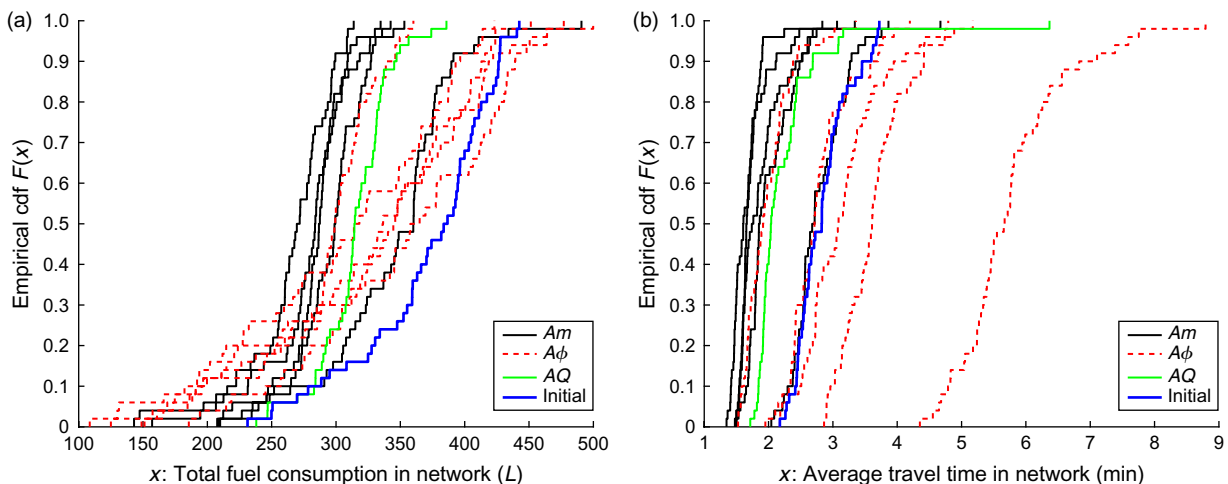 (a)
1.0
0.9
0.8
0.7
0.6
0.5
0.4
0.3
0.2
0.1
0
Empirical cdf F(x)
Am
Aϕ
AQ
Initial
100 150 200 250 300 350 400 450 500
x: Total fuel consumption in network (L)
(b)
1.0
0.9
0.8
0.7
0.6
0.5
0.4
0.3
0.2
0.1
0
Empirical cdf F(x)
Am
Aϕ
AQ
Initial
1 2 3 4 5 6 7 8 9
x: Average travel time in network (min)